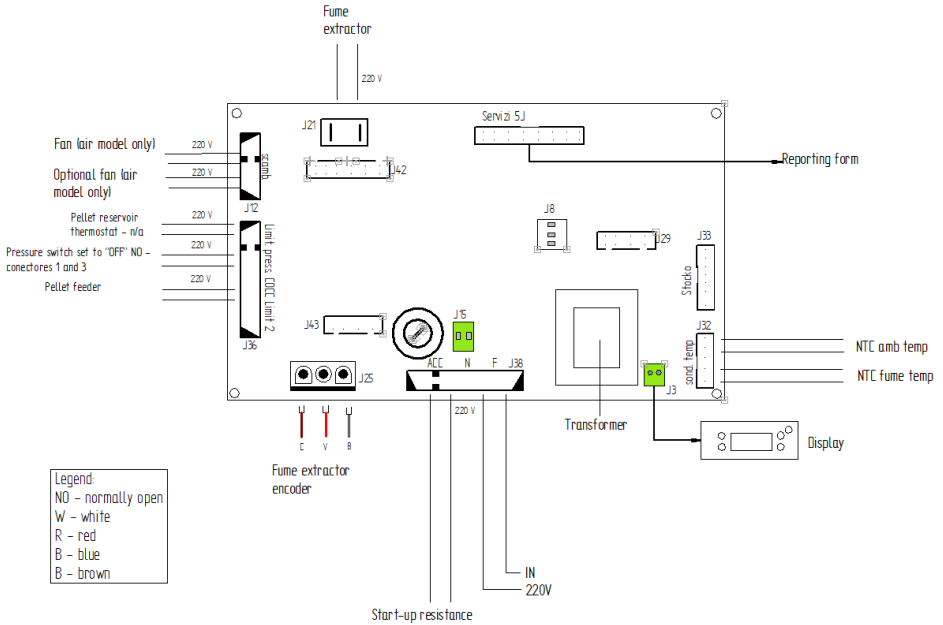 Fume
extractor
220 V
J21
Servizi 5J
Fan (air model only)
220 V
Optional fan (air
model only)
220 V
scamb
J12
J42
Reporting form
Pellet reservoir
thermostat - n/a
220 V
Pressure switch set to "OFF" NO -
conectores 1 and 3
220 V
Pellet feeder
220 V
Limit press COCC Limit 2
J36
J8
J29
J33
Stocko
J43
J15
J32
sond. temp
NTC amb temp
NTC fume temp
J25
ACC N F J38
220 V
J3
Transformer
Display
C V B
Fume extractor
encoder
IN
220V
Start-up resistance
Legend:
NO - normally open
W - white
R - red
B - blue
B - brown